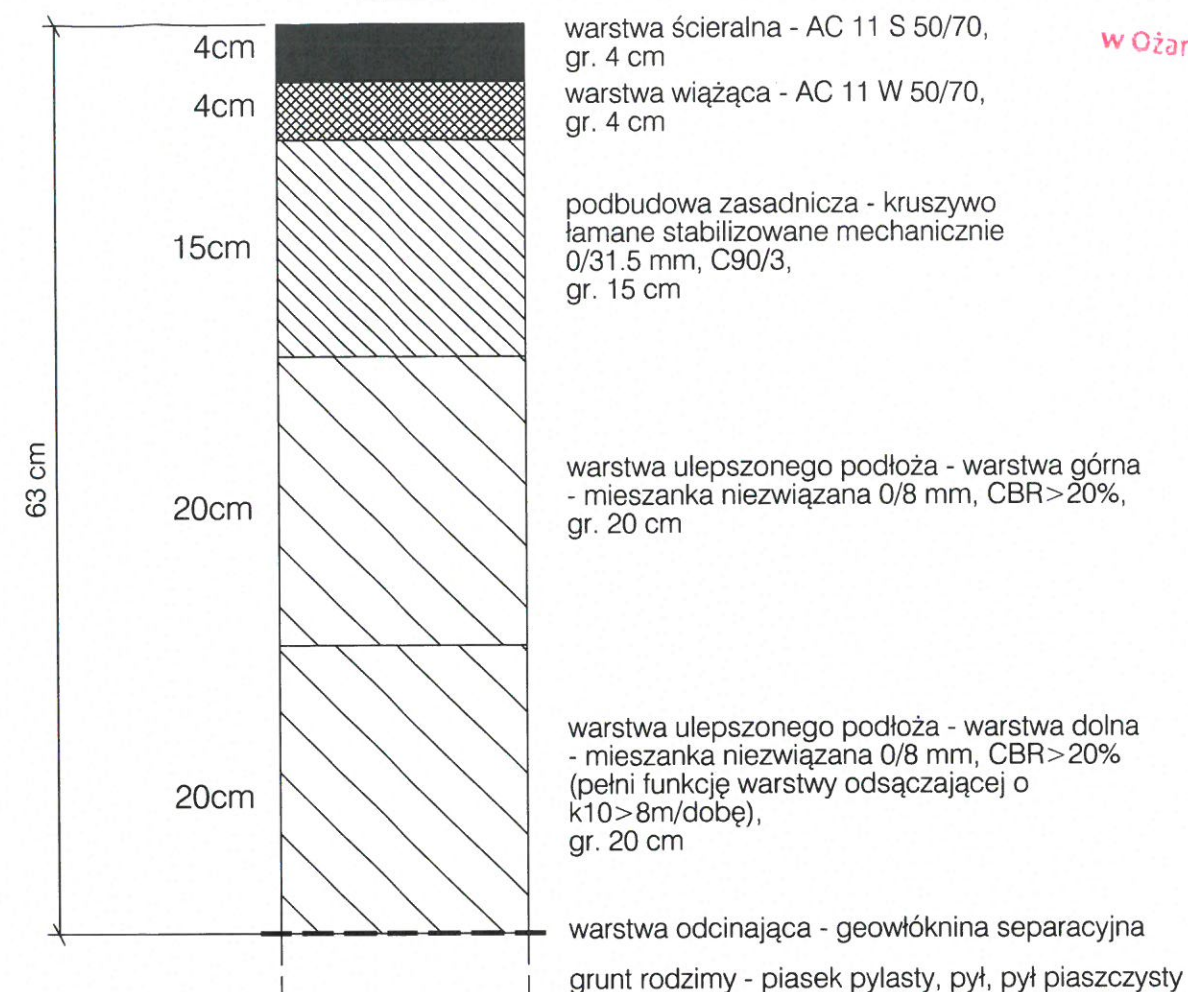 4cm
warstwa ścieralna - AC 11 S 50/70,
gr. 4 cm
w Ożar
4cm
warstwa wiążąca - AC 11 W 50/70,
gr. 4 cm
15cm
podbudowa zasadnicza - kruszywo
łamane stabilizowane mechanicznie
0/31.5 mm, C90/3,
gr. 15 cm
63 cm
20cm
warstwa ulepszonego podłoża - warstwa górna
- mieszanka niezwiązana 0/8 mm, CBR>20%,
gr. 20 cm
20cm
warstwa ulepszonego podłoża - warstwa dolna
- mieszanka niezwiązana 0/8 mm, CBR>20%
(pełni funkcję warstwy odsączającej o
k10>8m/dobę),
gr. 20 cm
warstwa odcinająca - geowłóknina separacyjna
grunt rodzimy - piasek pylasty, pył, pył piaszczysty